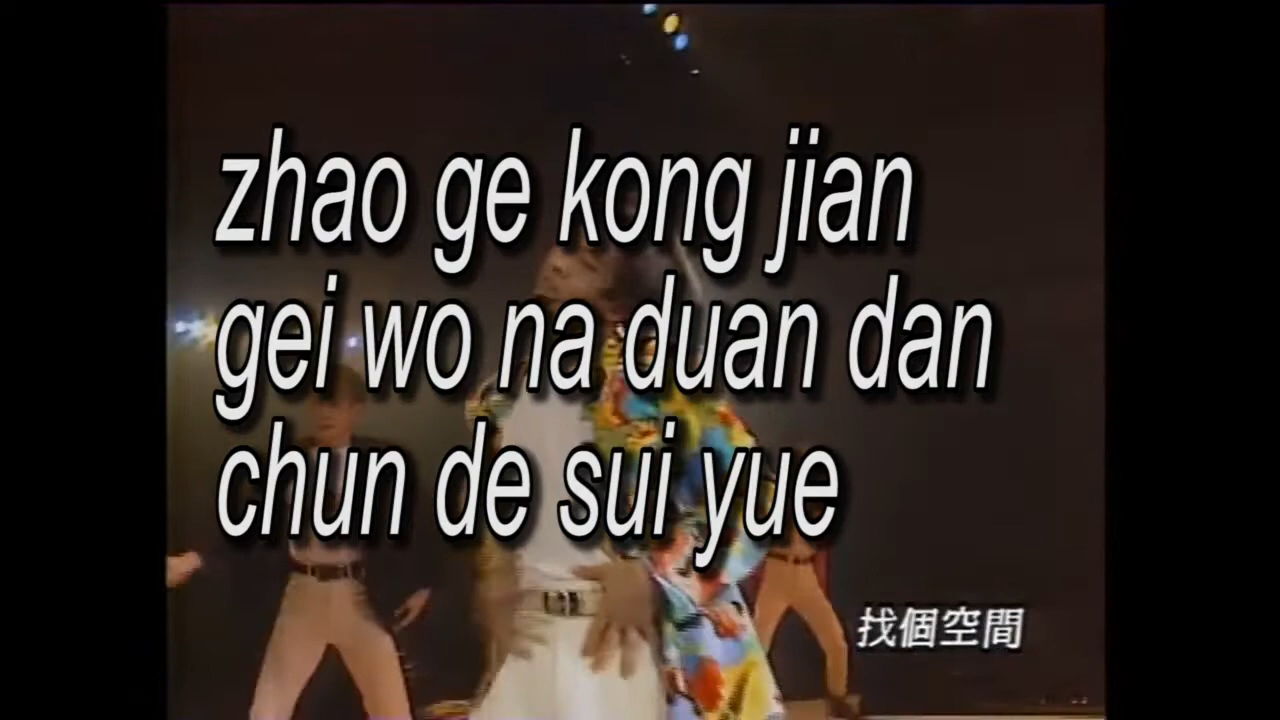 zhao ge kong jian
gei wo na duan dan
chun de sui yue
找個空間